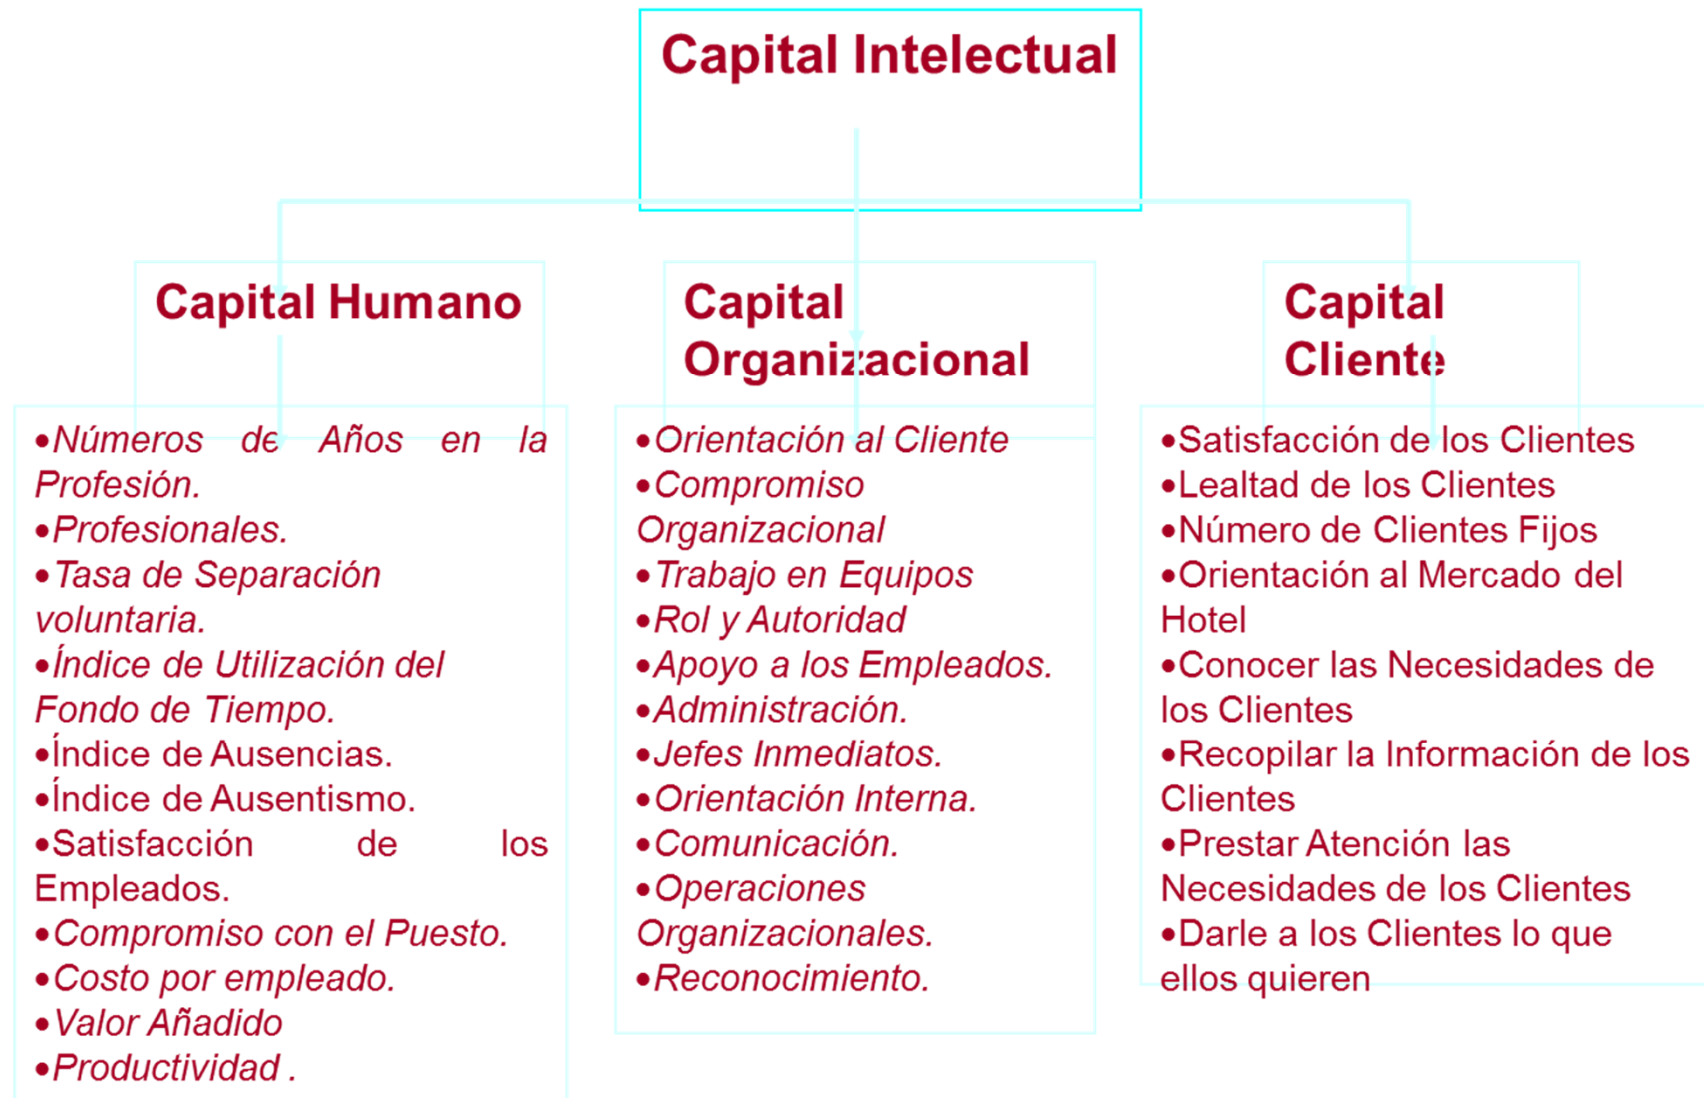 Capital Intelectual
Capital Humano
•Números de Años en la
Profesión.
•Profesionales.
•Tasa de Separación
voluntaria.
•Índice de Utilización del
Fondo de Tiempo.
•Índice de Ausencias.
•Índice de Ausentismo.
•Satisfacción de los
Empleados.
•Compromiso con el Puesto.
•Costo por empleado.
•Valor Añadido
•Productividad .
Capital
Organizacional
•Orientación al Cliente
•Compromiso
Organizacional
•Trabajo en Equipos
•Rol y Autoridad
•Apoyo a los Empleados.
•Administración.
•Jefes Inmediatos.
•Orientación Interna.
•Comunicación.
•Operaciones
Organizacionales.
•Reconocimiento.
Capital
Cliente
•Satisfacción de los Clientes
•Lealtad de los Clientes
•Número de Clientes Fijos
•Orientación al Mercado del
Hotel
•Conocer las Necesidades de
los Clientes
•Recopilar la Información de los
Clientes
•Prestar Atención las
Necesidades de los Clientes
•Darle a los Clientes lo que
ellos quieren